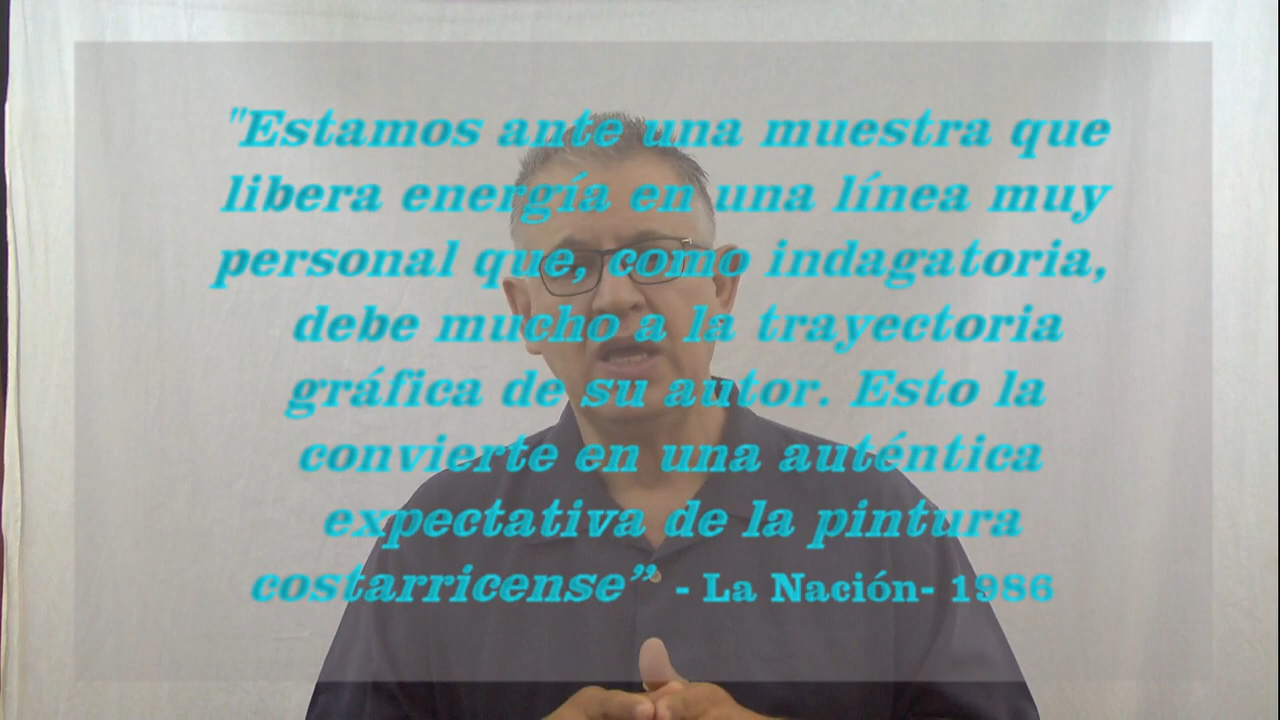 "Estamos ante una muestra que
libera energía en una línea muy
personal que, como indagatoria,
debe mucho a la trayectoria
gráfica de su autor. Esto la
convierte en una auténtica
expectativa de la pintura
costarricense” - La Nación- 1986